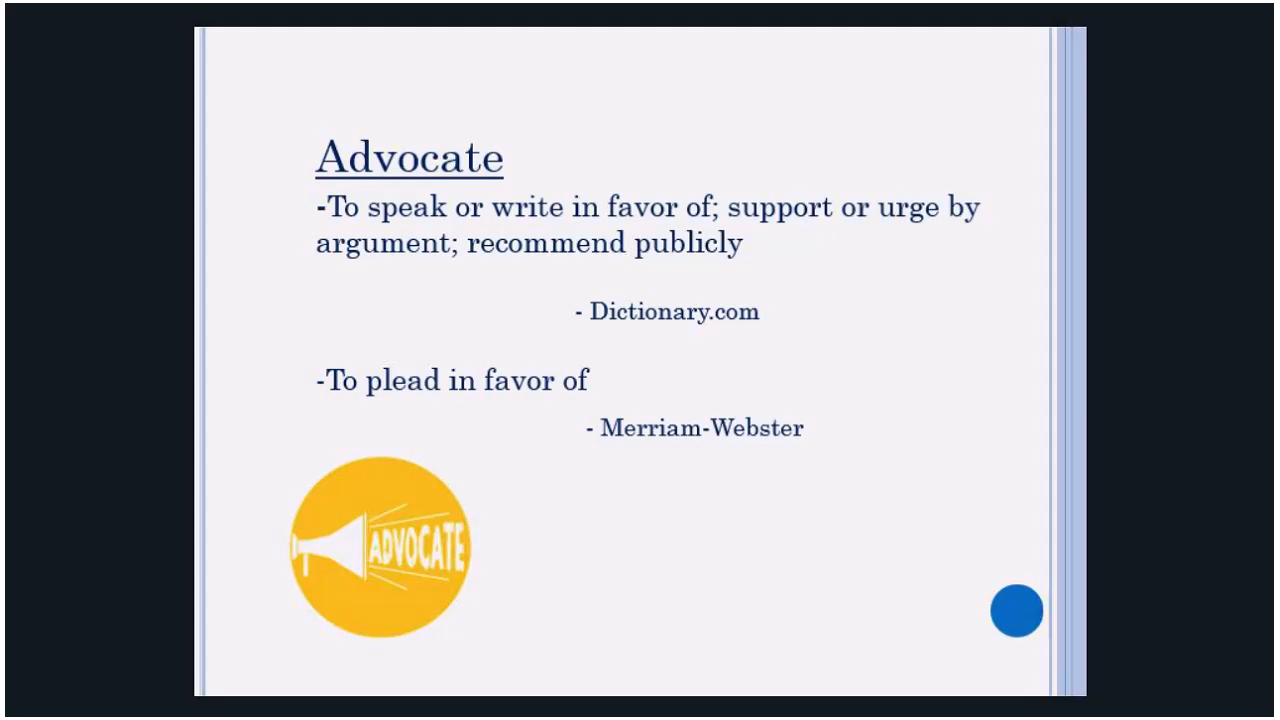 Advocate
-To speak or write in favor of; support or urge by
argument; recommend publicly
- Dictionary.com
-To plead in favor of
- Merriam-Webster
ADVOCATE